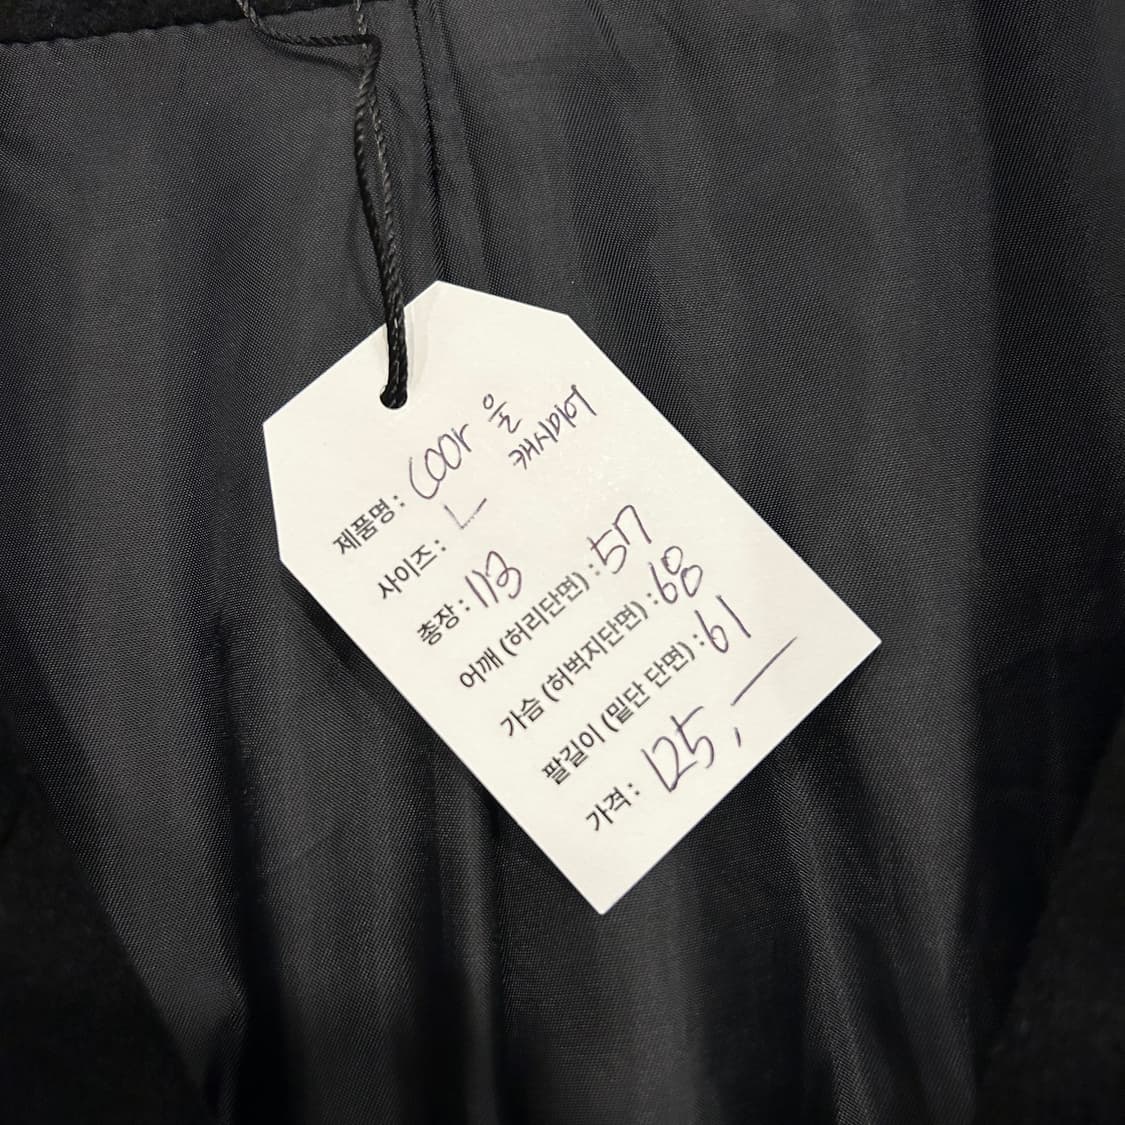 제품명 : coor 울
캐시미어
사이즈 : L
총장 : 113
어깨 (허리단면) : 57
가슴 (허벅지단면) : 68
팔길이 (밑단 단면) : 61
가격 : 125,—